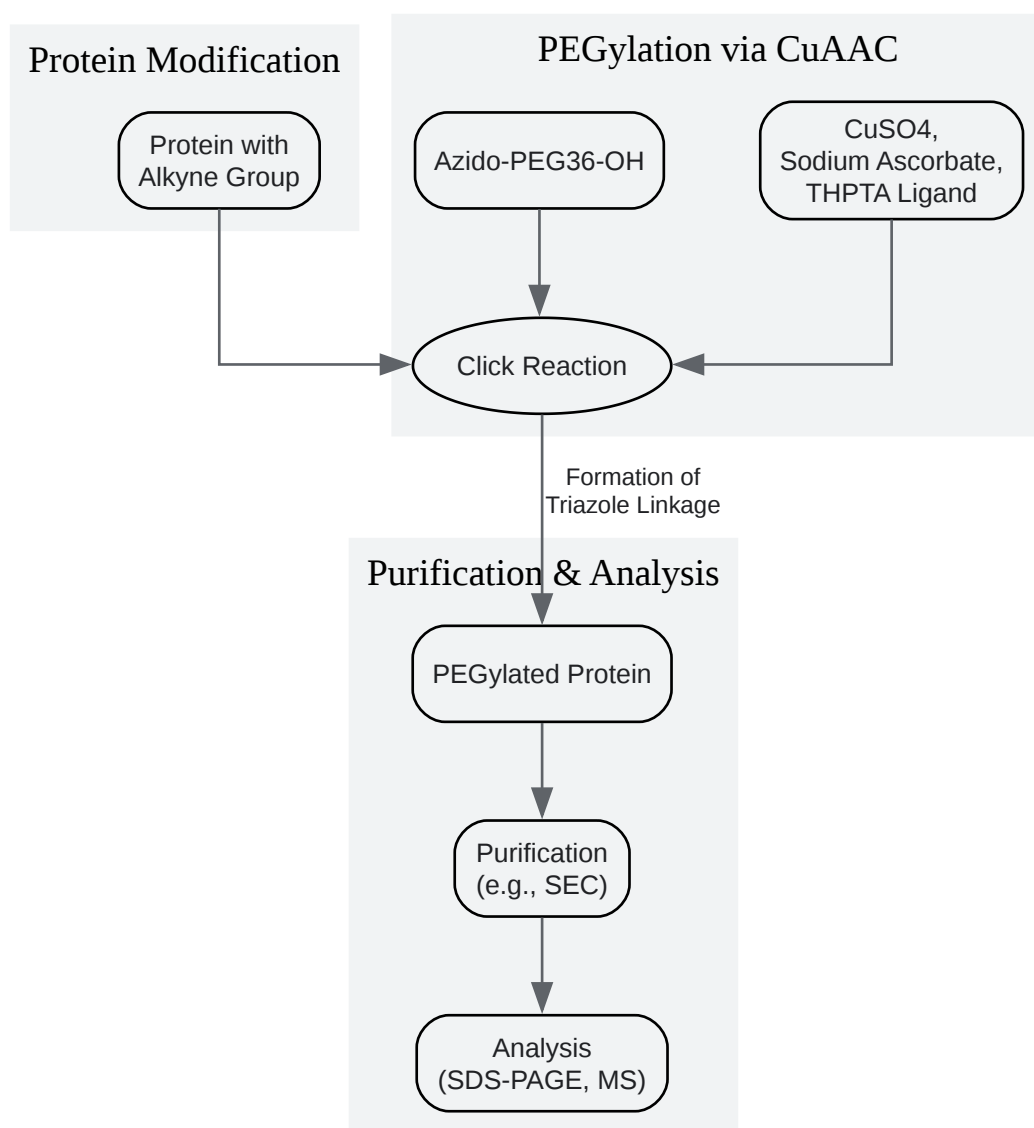 Protein Modification
PEGylation via CuAAC
Protein with
Alkyne Group
Azido-PEG36-OH
CuSO4,
Sodium Ascorbate,
THPTA Ligand
Click Reaction
Formation of
Triazole Linkage
Purification & Analysis
PEGylated Protein
Purification
(e.g., SEC)
Analysis
(SDS-PAGE, MS)